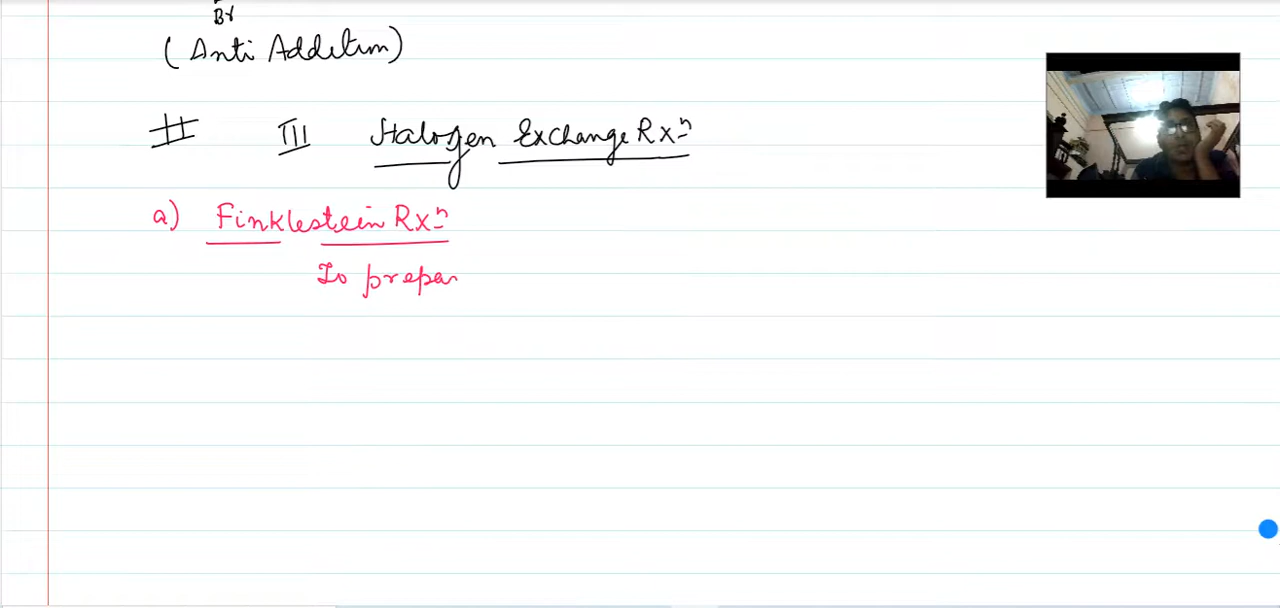 Br
(Anti Addition)
# III Halogen Exchange Rxⁿ
a) Finklestein Rxⁿ
To prepar